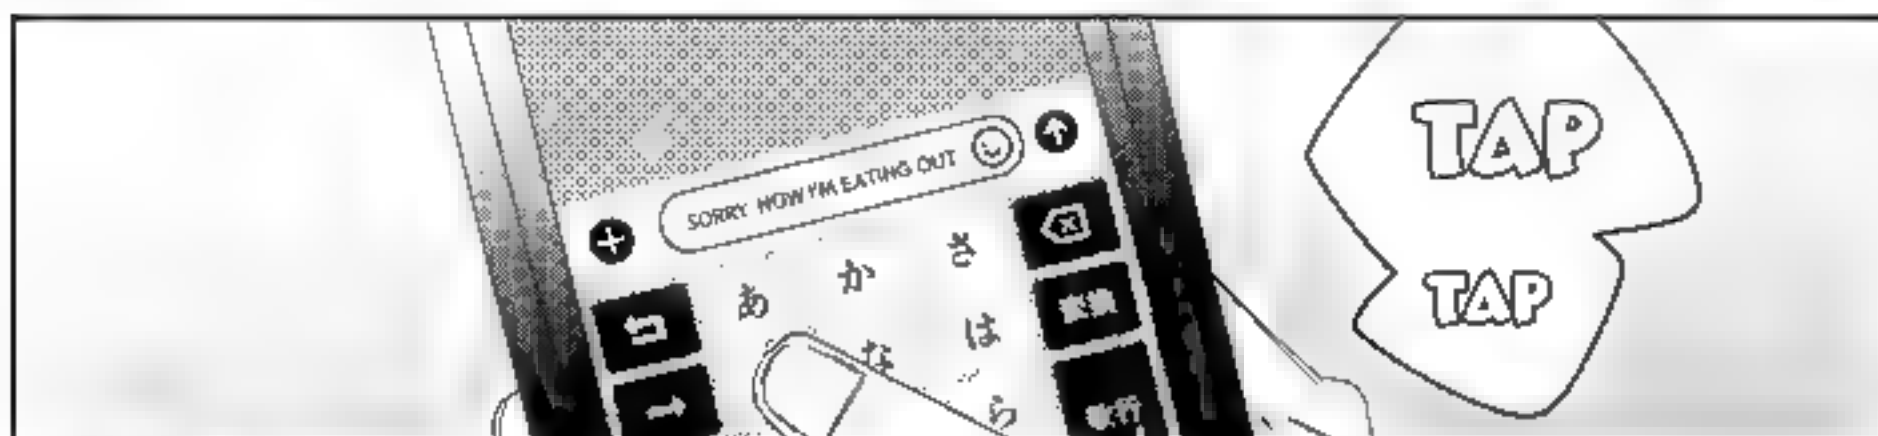 SORRY NOW I'M EATING OUT
TAP
TAP
あ か さ
な は
ら